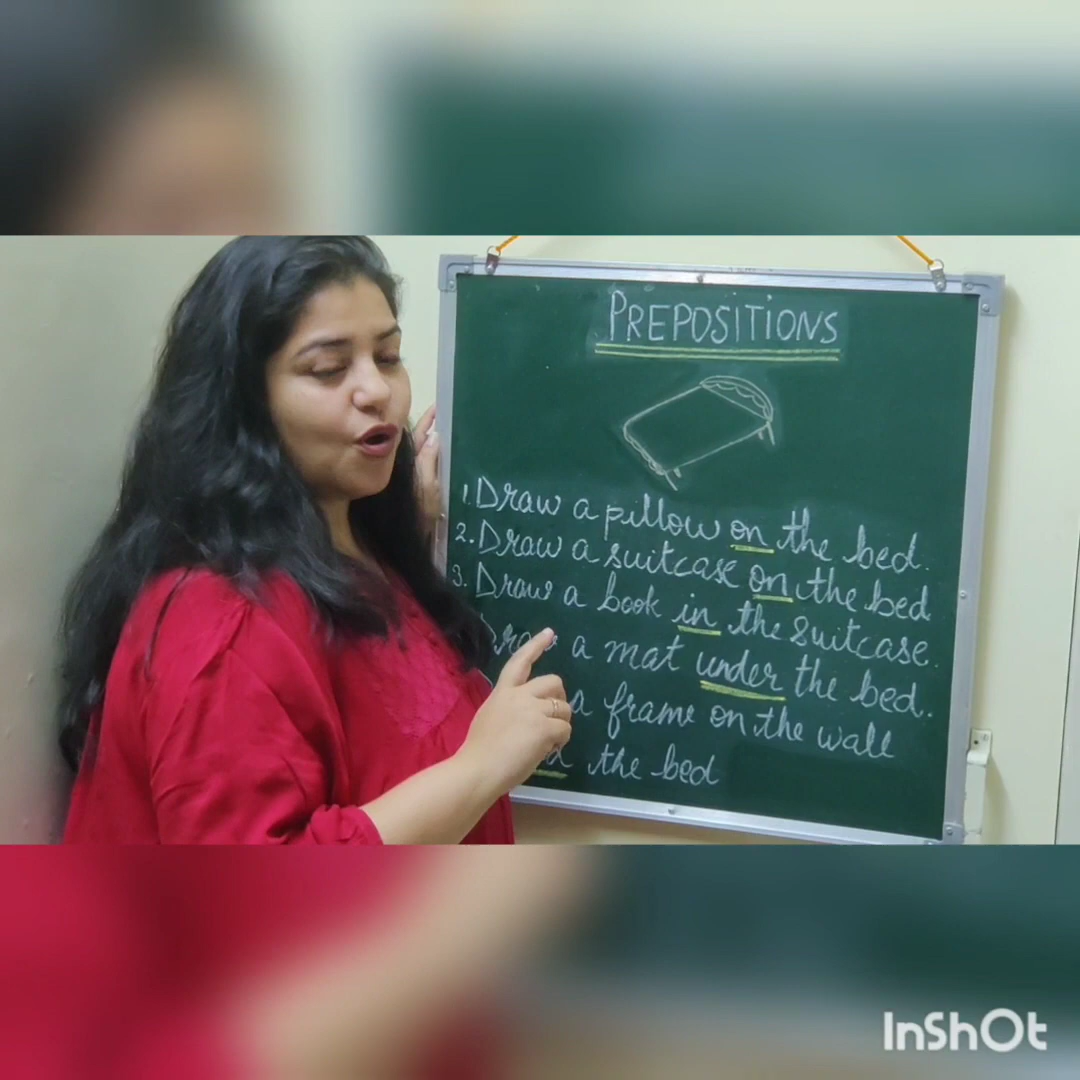 PREPOSITIONS
1. Draw a pillow on the bed.
2. Draw a suitcase on the bed
3. Draw a book in the suitcase.
Draw a mat under the bed.
a frame on the wall
the bed
InShOt